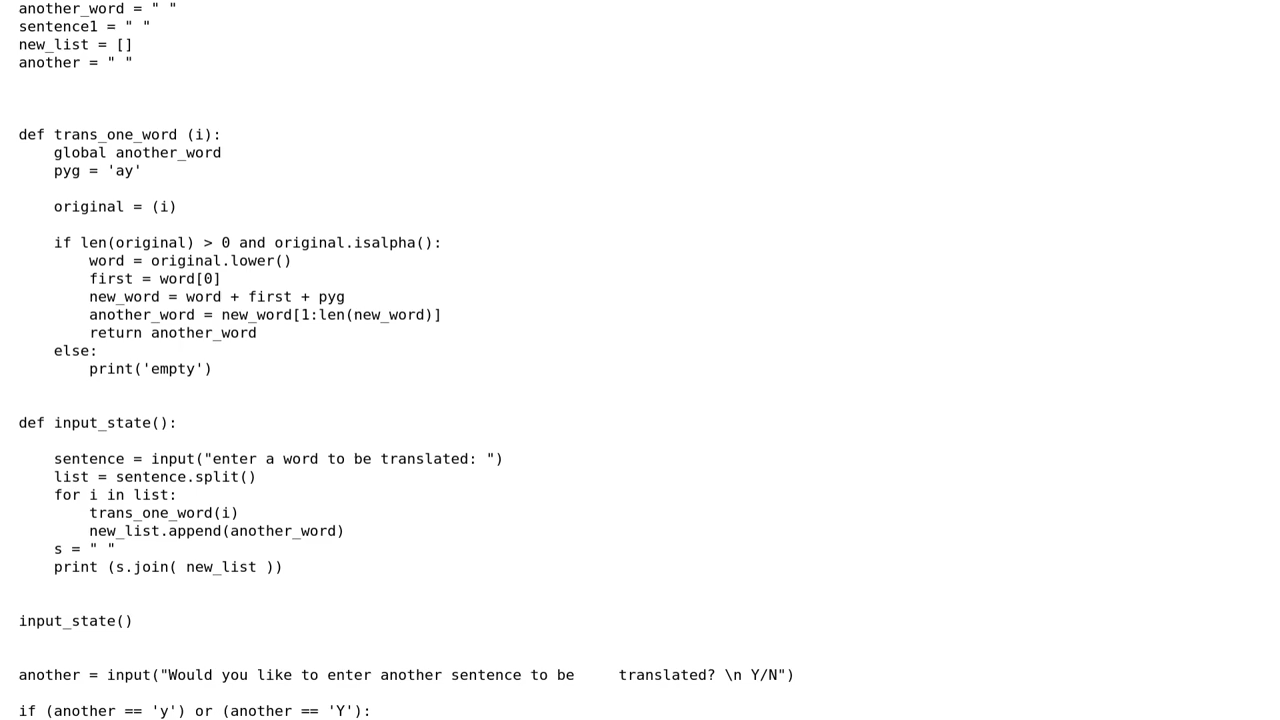 another_word = " "
sentence1 = " "
new_list = []
another = " "
def trans_one_word (i):
    global another_word
    pyg = 'ay'
    original = (i)
    if len(original) > 0 and original.isalpha():
        word = original.lower()
        first = word[0]
        new_word = word + first + pyg
        another_word = new_word[1:len(new_word)]
        return another_word
    else:
        print('empty')
def input_state():
    sentence = input("enter a word to be translated: ")
    list = sentence.split()
    for i in list:
        trans_one_word(i)
        new_list.append(another_word)
    s = " "
    print (s.join( new_list ))
input_state()
another = input("Would you like to enter another sentence to be     translated? \n Y/N")
if (another == 'y') or (another == 'Y'):